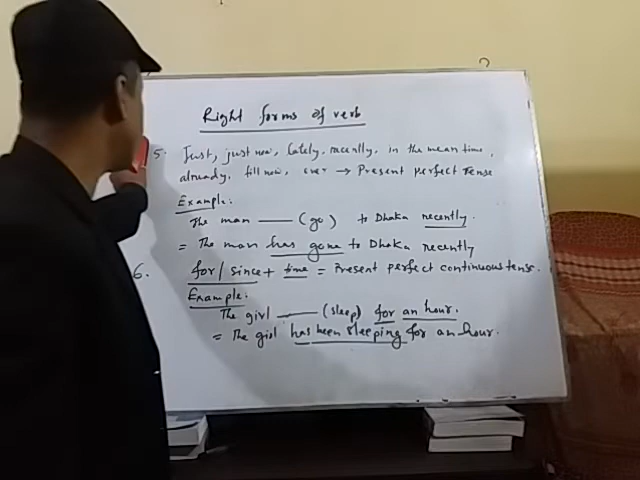 Right forms of verb
5. Just, just now, lately, recently, in the mean time,
already, till now, ever → Present perfect Tense
Example:
The man —— (go) to Dhaka recently.
= The man has gone to Dhaka recently
6. for/ since + time = Present perfect continuous tense.
Example:
The girl —— (sleep) for an hour.
= The girl has been sleeping for an hour.